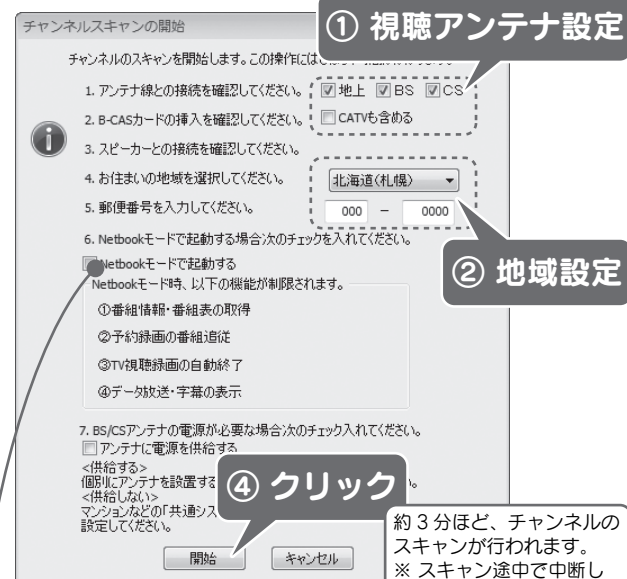 チャンネルスキャンの開始
① 視聴アンテナ設定
チャンネルのスキャンを開始します。この操作には
1. アンテナ線との接続を確認してください。
地上 BS CS
2. B-CASカードの挿入を確認してください。
CATVも含める
3. スピーカーとの接続を確認してください。
4. お住まいの地域を選択してください。
北海道(札幌)
5. 郵便番号を入力してください。
000 － 0000
6. Netbookモードで起動する場合次のチェックを入れてください。
② 地域設定
Netbookモードで起動する
Netbookモード時、以下の機能が制限されます。
①番組情報・番組表の取得
②予約録画の番組追従
③TV視聴録画の自動終了
④データ放送・字幕の表示
7. BS/CSアンテナの電源が必要な場合次のチェック入れてください。
アンテナに電源を供給する
<供給する>
個別にアンテナを設置する
<供給しない>
マンションなどの「共通シス
設定してください。
④ クリック
開始 キャンセル
約 3 分ほど、チャンネルの
スキャンが行われます。
※ スキャン途中で中断し